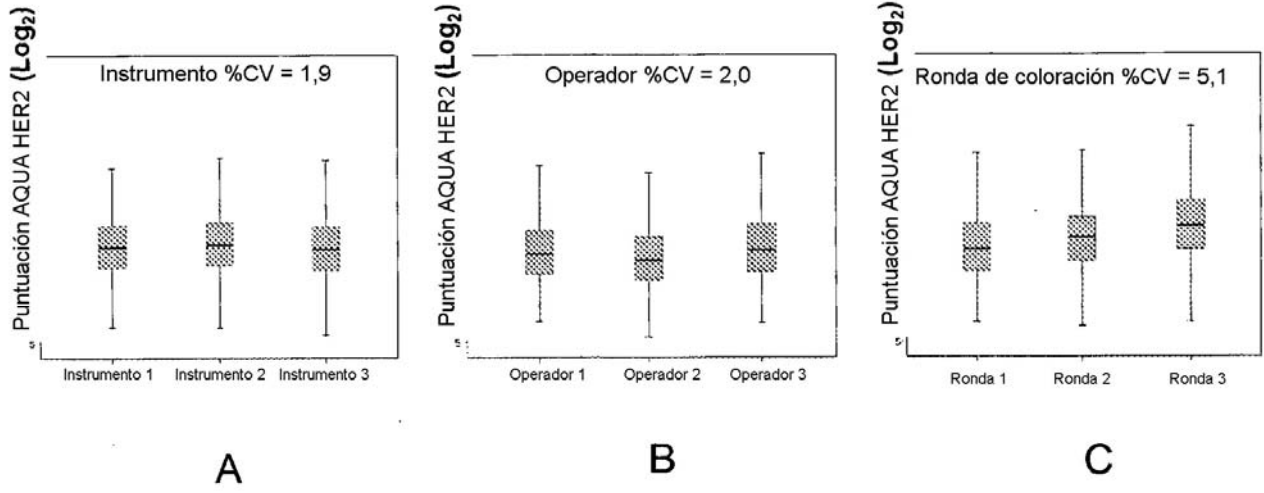 Puntuación AQUA HER2 (Log₂)
Instrumento %CV = 1,9
5
Instrumento 1
Instrumento 2
Instrumento 3
A
Puntuación AQUA HER2 (Log₂)
Operador %CV = 2,0
5
Operador 1
Operador 2
Operador 3
B
Puntuación AQUA HER2 (Log₂)
Ronda de coloración %CV = 5,1
5
Ronda 1
Ronda 2
Ronda 3
C